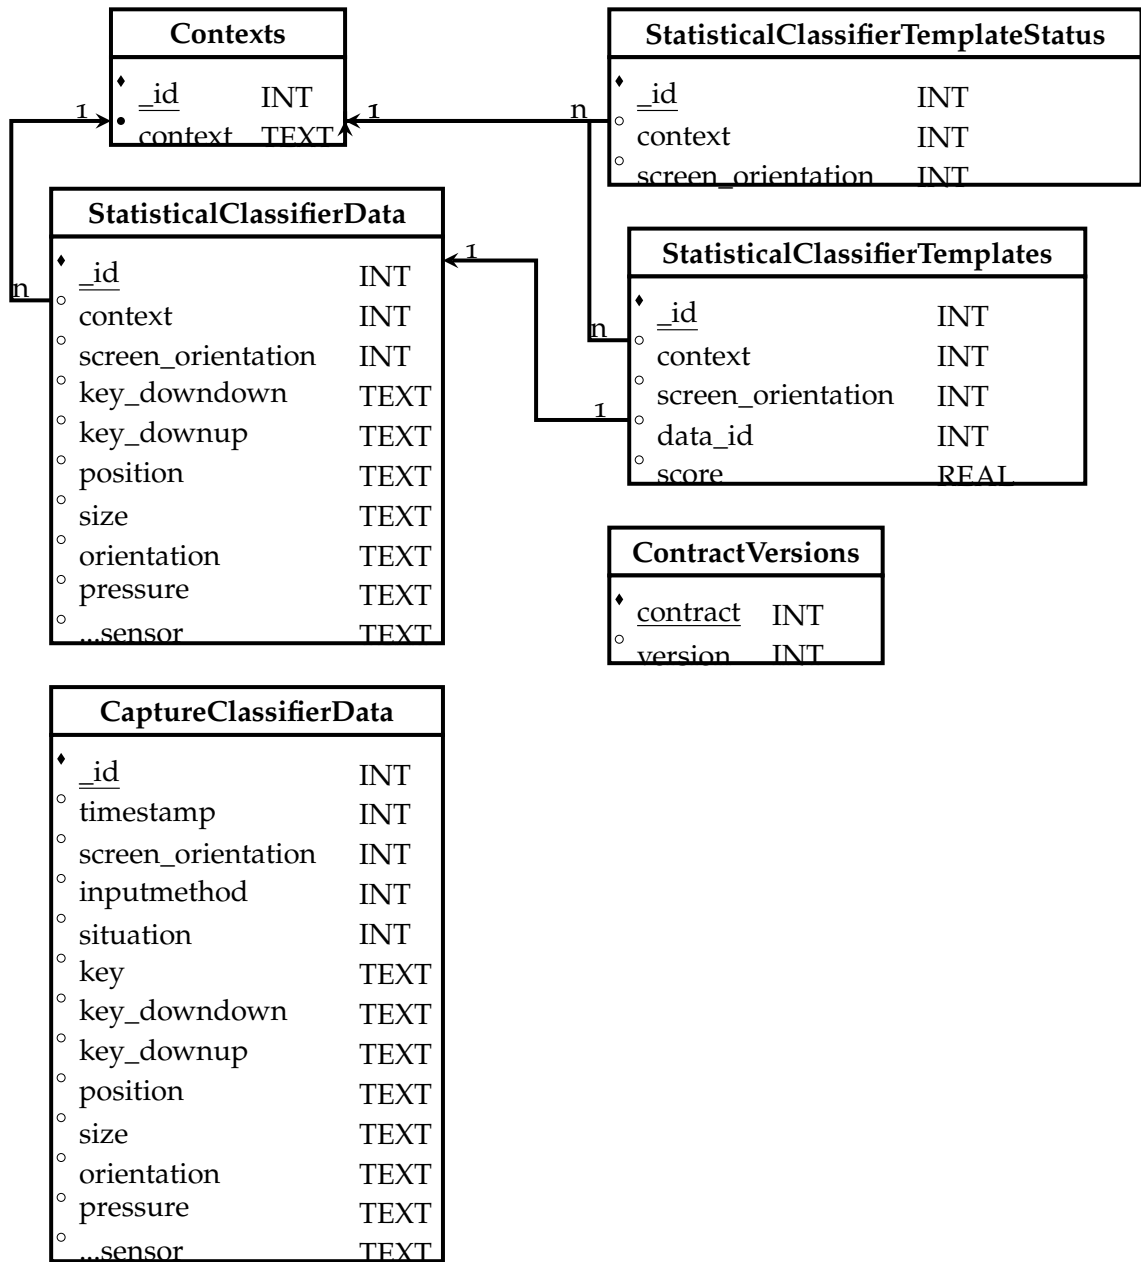 Contexts
_id INT
context TEXT
1
n
StatisticalClassifierTemplateStatus
_id INT
context INT
screen_orientation INT
1
n
StatisticalClassifierData
_id INT
context INT
screen_orientation INT
key_downdown TEXT
key_downup TEXT
position TEXT
size TEXT
orientation TEXT
pressure TEXT
...sensor TEXT
1
StatisticalClassifierTemplates
_id INT
context INT
screen_orientation INT
data_id INT
score REAL
n
1
ContractVersions
contract INT
version INT
CaptureClassifierData
_id INT
timestamp INT
screen_orientation INT
inputmethod INT
situation INT
key TEXT
key_downdown TEXT
key_downup TEXT
position TEXT
size TEXT
orientation TEXT
pressure TEXT
...sensor TEXT